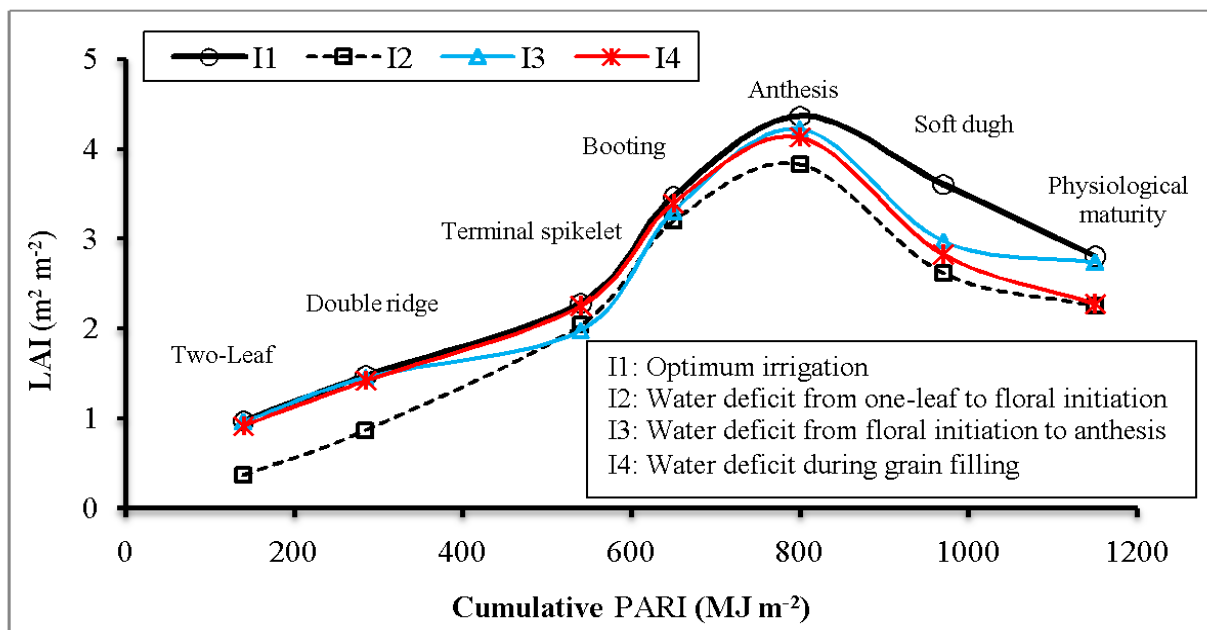 I1 I2 I3 I4
Anthesis
Soft dugh
Booting
Physiological
maturity
Terminal spikelet
Double ridge
Two-Leaf
I1: Optimum irrigation
I2: Water deficit from one-leaf to floral initiation
I3: Water deficit from floral initiation to anthesis
I4: Water deficit during grain filling
LAI (m² m⁻²)
5
4
3
2
1
0
0 200 400 600 800 1000 1200
Cumulative PARI (MJ m⁻²)